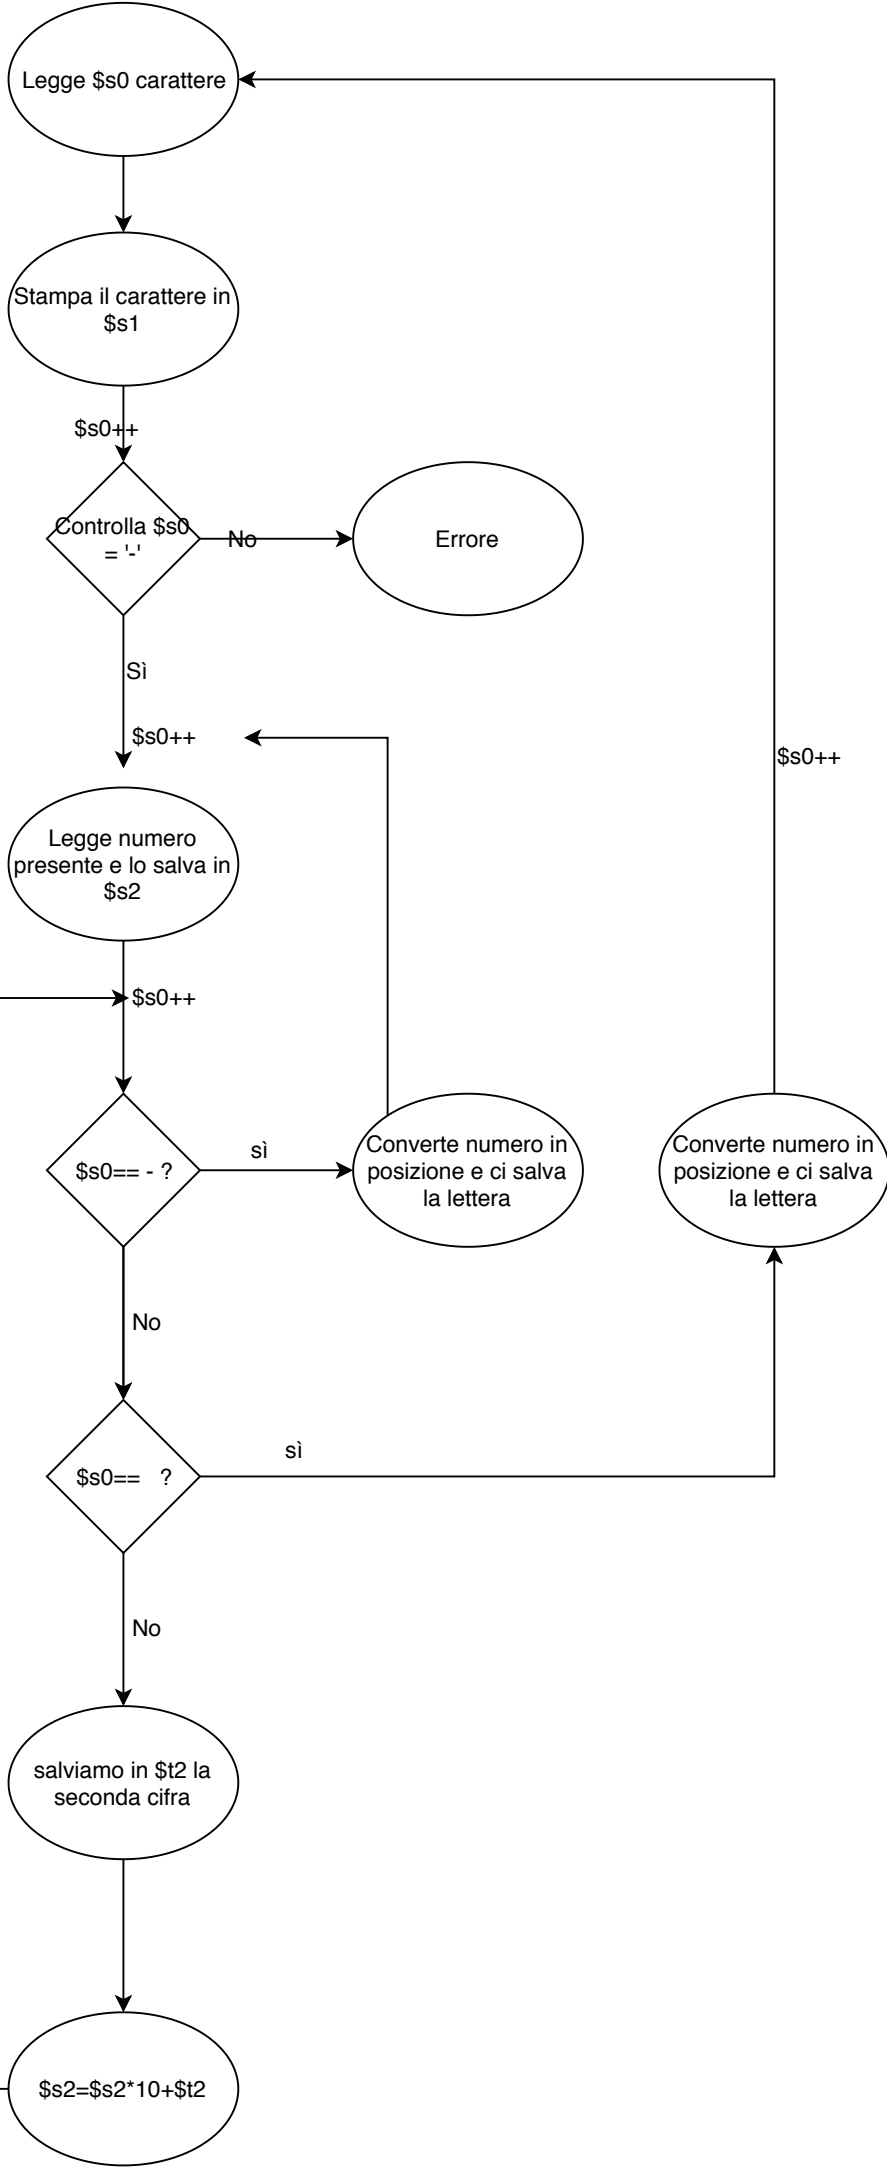 Legge $s0 carattere
Stampa il carattere in
$s1
$s0++
Controlla $s0
= '-'
No
Errore
Sì
$s0++
$s0++
Legge numero
presente e lo salva in
$s2
$s0++
$s0== - ?
sì
Converte numero in
posizione e ci salva
la lettera
Converte numero in
posizione e ci salva
la lettera
No
sì
$s0==   ?
No
salviamo in $t2 la
seconda cifra
$s2=$s2*10+$t2